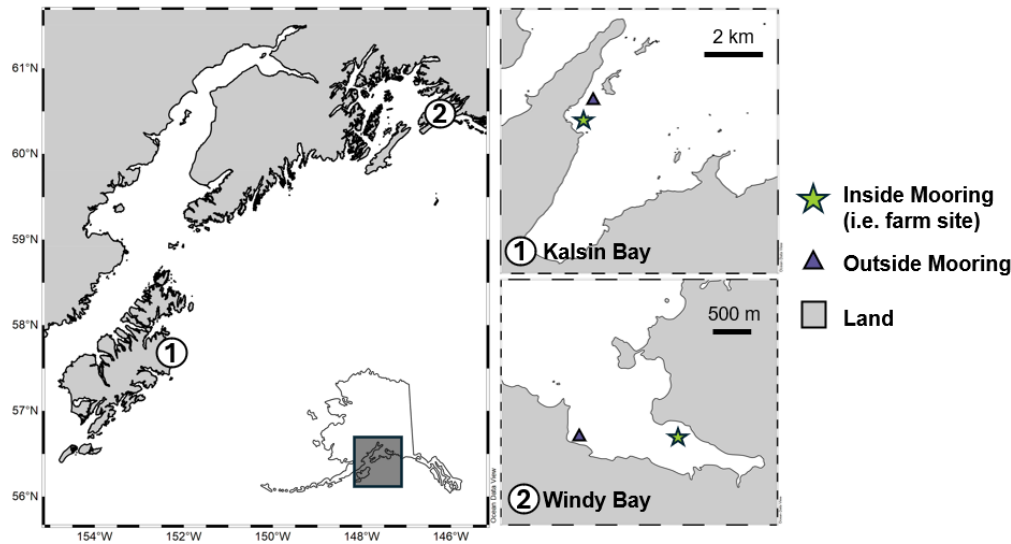 61°N
60°N
59°N
58°N
57°N
56°N
154°W
152°W
150°W
148°W
146°W
1
2
Ocean Data View
2 km
1 Kalsin Bay
500 m
2 Windy Bay
Inside Mooring
(i.e. farm site)
Outside Mooring
Land